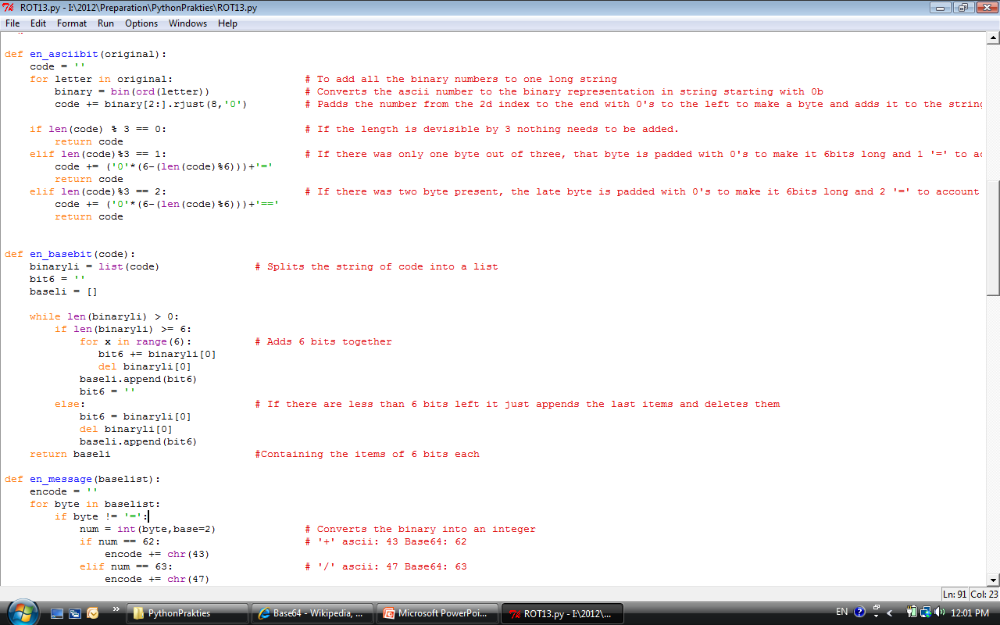 ROT13.py - I:\2012\Preparation\PythonPrakties\ROT13.py
File Edit Format Run Options Windows Help
def en_asciibit(original):
    code = ''
    for letter in original:                     # To add all the binary numbers to one long string
        binary = bin(ord(letter))               # Converts the ascii number to the binary representation in string starting with 0b
        code += binary[2:].rjust(8,'0')         # Padds the number from the 2d index to the end with 0's to the left to make a byte and adds it to the string
    if len(code) % 3 == 0:                      # If the length is devisible by 3 nothing needs to be added.
        return code
    elif len(code)%3 == 1:                      # If there was only one byte out of three, that byte is padded with 0's to make it 6bits long and 1 '=' to
        code += ('0'*(6-(len(code)%6)))+'='
        return code
    elif len(code)%3 == 2:                      # If there was two byte present, the late byte is padded with 0's to make it 6bits long and 2 '=' to account
        code += ('0'*(6-(len(code)%6)))+'=='
        return code
def en_basebit(code):
    binaryli = list(code)               # Splits the string of code into a list
    bit6 = ''
    baseli = []
    while len(binaryli) > 0:
        if len(binaryli) >= 6:
            for x in range(6):          # Adds 6 bits together
               bit6 += binaryli[0]
               del binaryli[0]
            baseli.append(bit6)
            bit6 = ''
        else:                           # If there are less than 6 bits left it just appends the last items and deletes them
            bit6 = binaryli[0]
            del binaryli[0]
            baseli.append(bit6)
    return baseli                       #Containing the items of 6 bits each
def en_message(baselist):
    encode = ''
    for byte in baselist:
        if byte != '=':
            num = int(byte,base=2)              # Converts the binary into an integer
            if num == 62:                       # '+' ascii: 43 Base64: 62
                encode += chr(43)
            elif num == 63:                     # '/' ascii: 47 Base64: 63
                encode += chr(47)
Ln: 91 Col: 23
PythonPrakties Base64 - Wikipedia, ... Microsoft PowerPoi... ROT13.py - I:\2012\... EN 12:01 PM